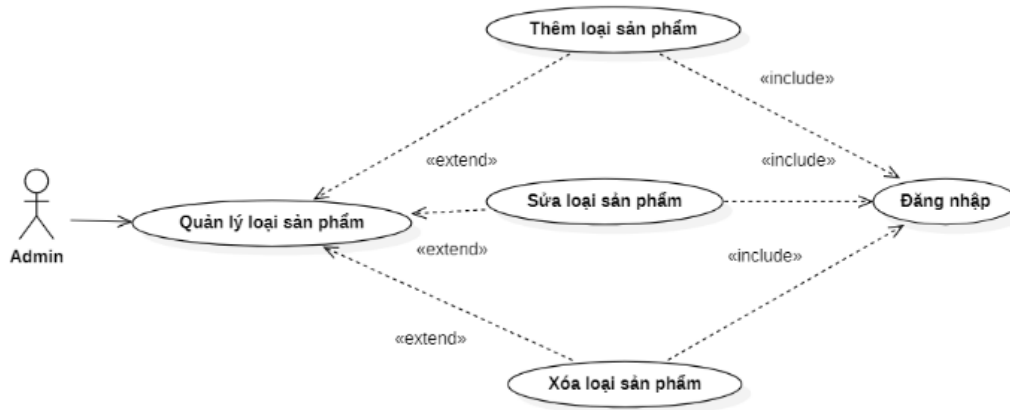 Thêm loại sản phẩm
«include»
«extend»
«include»
Admin
Quản lý loại sản phẩm
Sửa loại sản phẩm
Đăng nhập
«extend»
«include»
«extend»
Xóa loại sản phẩm